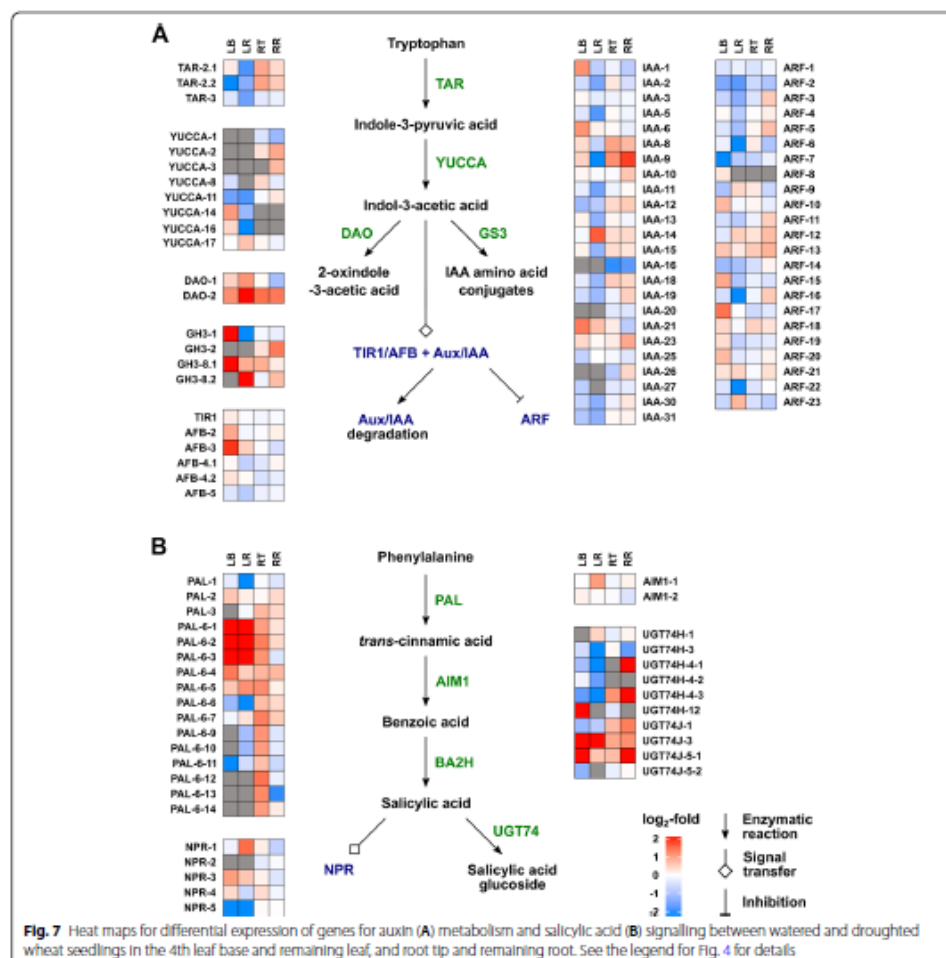 A
LB LR RT RR
TAR-2.1
TAR-2.2
TAR-3
YUCCA-1
YUCCA-2
YUCCA-3
YUCCA-8
YUCCA-11
YUCCA-14
YUCCA-16
YUCCA-17
DAO-1
DAO-2
GH3-1
GH3-2
GH3-8.1
GH3-8.2
TIR1
AFB-2
AFB-3
AFB-4.1
AFB-4.2
AFB-5
Tryptophan
TAR
Indole-3-pyruvic acid
YUCCA
Indol-3-acetic acid
DAO
GS3
2-oxindole
-3-acetic acid
IAA amino acid
conjugates
TIR1/AFB + Aux/IAA
Aux/IAA
degradation
ARF
LB LR RT RR
IAA-1
IAA-2
IAA-3
IAA-5
IAA-6
IAA-8
IAA-9
IAA-10
IAA-11
IAA-12
IAA-13
IAA-14
IAA-15
IAA-16
IAA-18
IAA-19
IAA-20
IAA-21
IAA-23
IAA-25
IAA-26
IAA-27
IAA-30
IAA-31
LB LR RT RR
ARF-1
ARF-2
ARF-3
ARF-4
ARF-5
ARF-6
ARF-7
ARF-8
ARF-9
ARF-10
ARF-11
ARF-12
ARF-13
ARF-14
ARF-15
ARF-16
ARF-17
ARF-18
ARF-19
ARF-20
ARF-21
ARF-22
ARF-23
B
LB LR RT RR
PAL-1
PAL-2
PAL-3
PAL-6-1
PAL-6-2
PAL-6-3
PAL-6-4
PAL-6-5
PAL-6-6
PAL-6-7
PAL-6-9
PAL-6-10
PAL-6-11
PAL-6-12
PAL-6-13
PAL-6-14
NPR-1
NPR-2
NPR-3
NPR-4
NPR-5
Phenylalanine
PAL
trans-cinnamic acid
AIM1
Benzoic acid
BA2H
Salicylic acid
UGT74
NPR
Salicylic acid
glucoside
LB LR RT RR
AIM1-1
AIM1-2
UGT74H-1
UGT74H-3
UGT74H-4-1
UGT74H-4-2
UGT74H-4-3
UGT74H-12
UGT74J-1
UGT74J-3
UGT74J-5-1
UGT74J-5-2
log2-fold
2
1
0
-1
-2
Enzymatic
reaction
Signal
transfer
Inhibition
Fig. 7 Heat maps for differential expression of genes for auxin (A) metabolism and salicylic acid (B) signalling between watered and droughted
wheat seedlings in the 4th leaf base and remaining leaf, and root tip and remaining root. See the legend for Fig. 4 for details